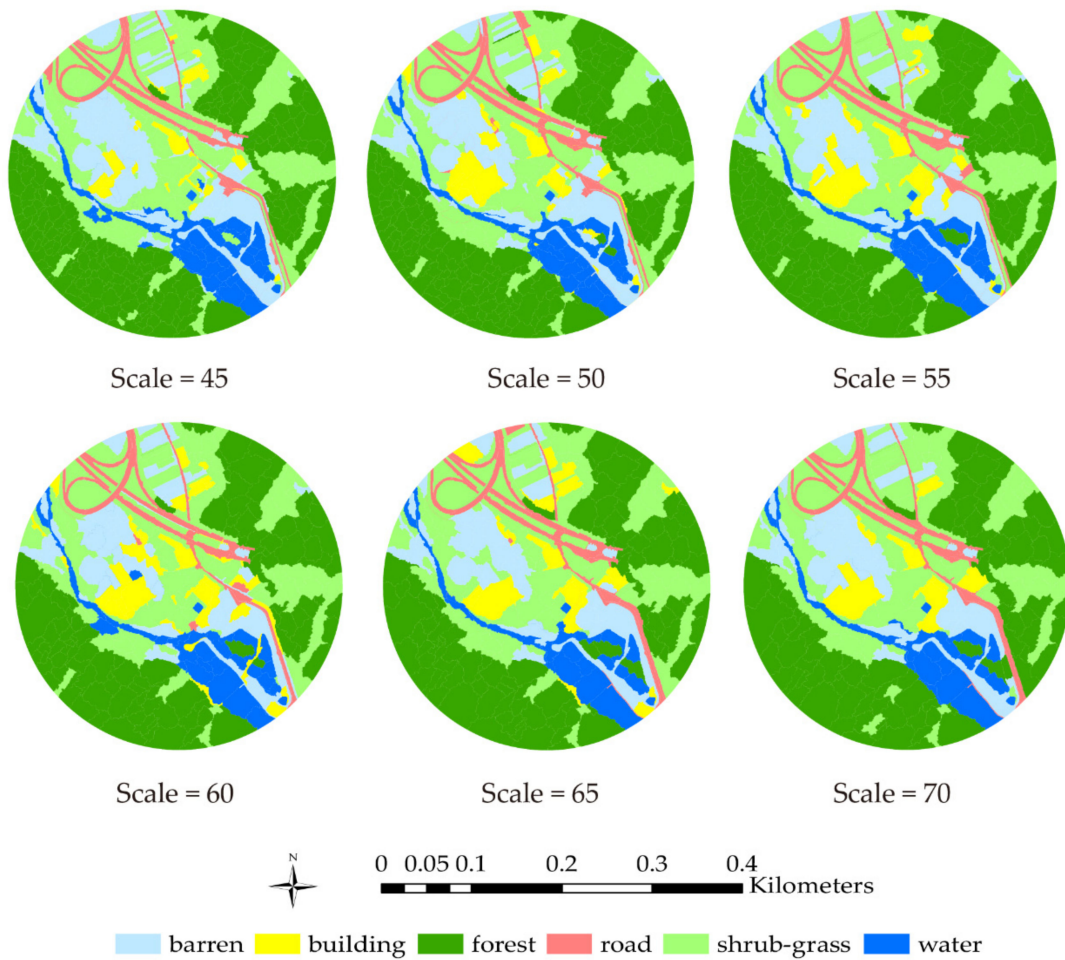 Scale = 45
Scale = 50
Scale = 55
Scale = 60
Scale = 65
Scale = 70
N
0 0.05 0.1 0.2 0.3 0.4
Kilometers
barren building forest road shrub-grass water